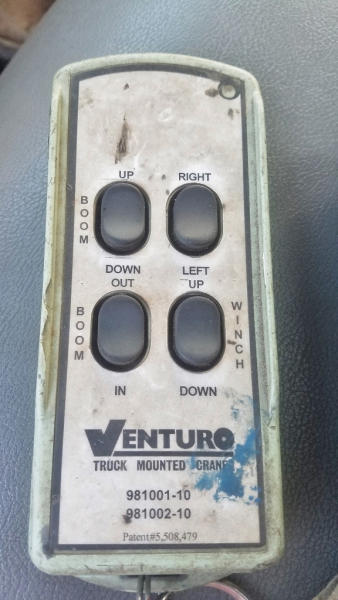 UP RIGHT
BOOM
DOWN LEFT
OUT UP
BOOM WINCH
IN DOWN
VENTURO
TRUCK MOUNTED CRANES
981001-10
981002-10
Patent#5,508,479